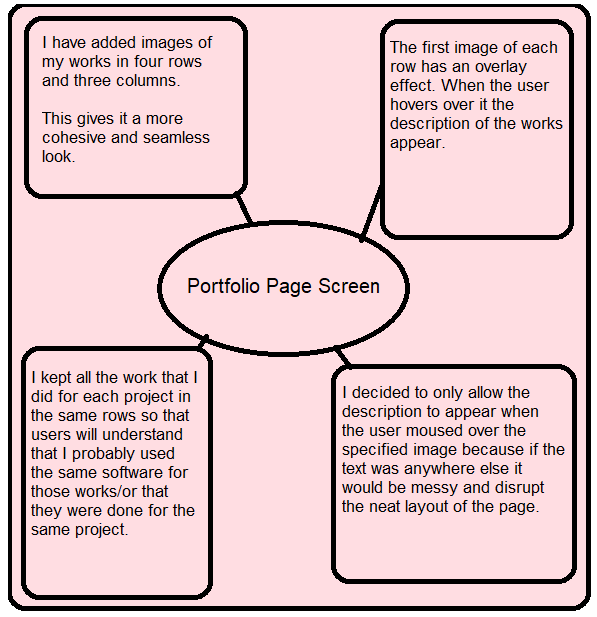 I have added images of
my works in four rows
and three columns.
This gives it a more
cohesive and seamless
look.
The first image of each
row has an overlay
effect. When the user
hovers over it the
description of the works
appear.
Portfolio Page Screen
I kept all the work that I
did for each project in
the same rows so that
users will understand
that I probably used
the same software for
those works/or that
they were done for the
same project.
I decided to only allow the
description to appear when
the user moused over the
specified image because if the
text was anywhere else it
would be messy and disrupt
the neat layout of the page.